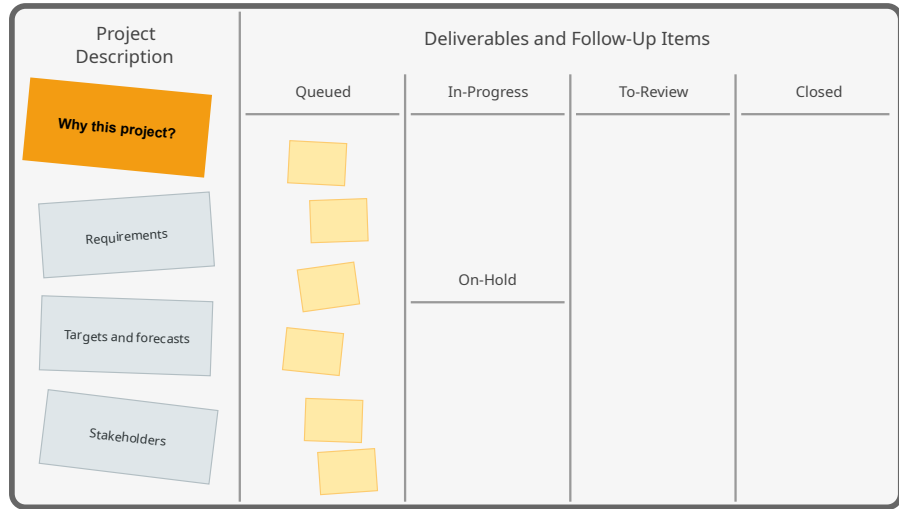 Project
Description
Deliverables and Follow-Up Items
Queued
In-Progress
To-Review
Closed
Why this project?
Requirements
On-Hold
Targets and forecasts
Stakeholders